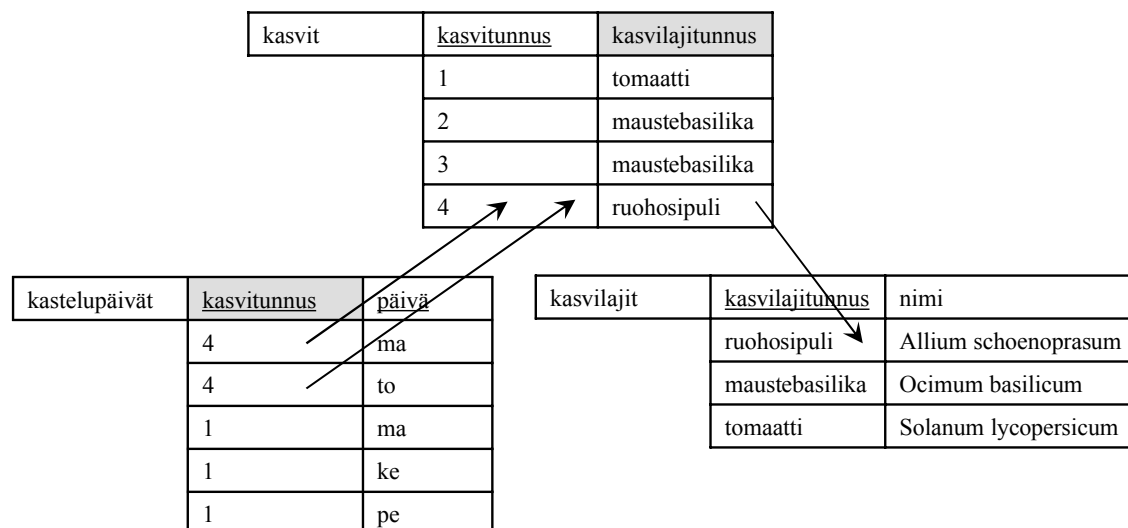 kasvit kasvitunnus kasvilajitunnus
1 tomaatti
2 maustebasilika
3 maustebasilika
4 ruohosipuli
kastelupäivät kasvitunnus päivä
4 ma
4 to
1 ma
1 ke
1 pe
kasvilajit kasvilajitunnus nimi
ruohosipuli Allium schoenoprasum
maustebasilika Ocimum basilicum
tomaatti Solanum lycopersicum